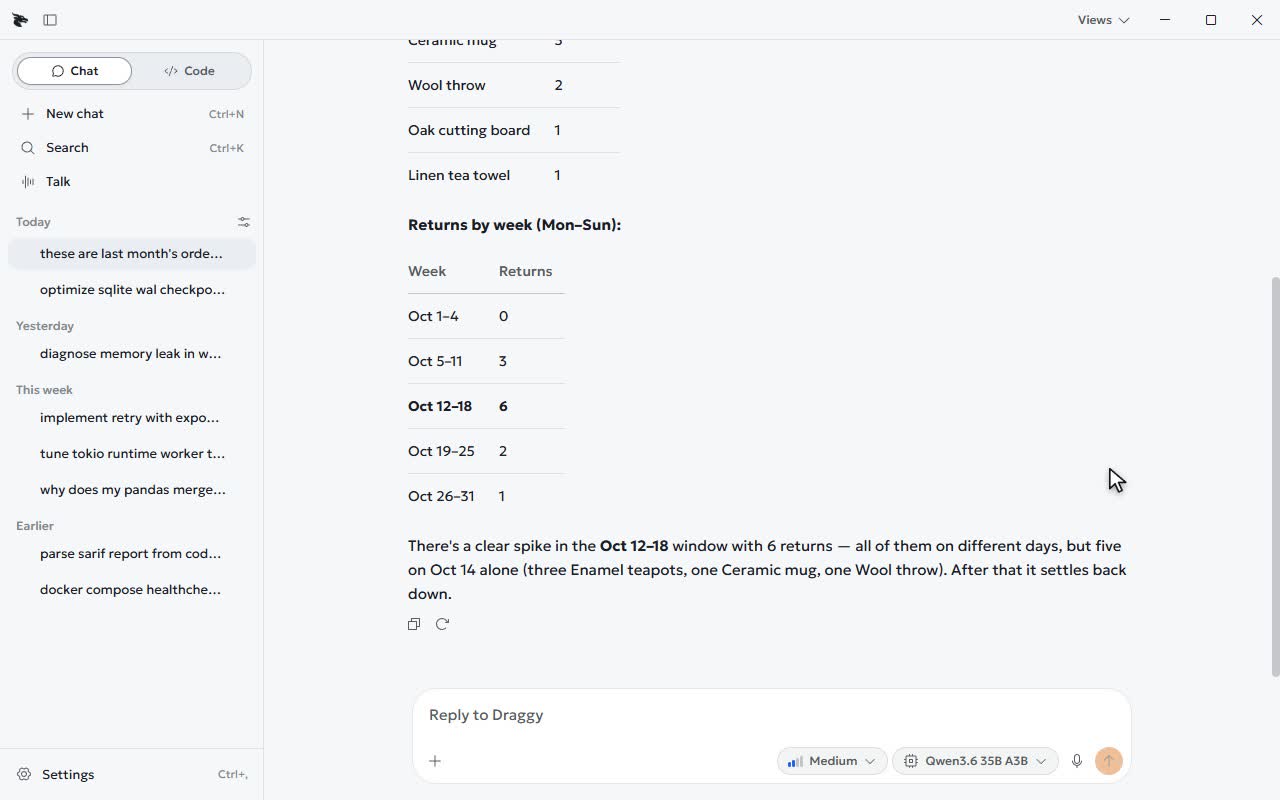 Views
Chat
Code
New chat Ctrl+N
Search Ctrl+K
Talk
Today
these are last month's orde...
optimize sqlite wal checkpo...
Yesterday
diagnose memory leak in w...
This week
implement retry with expo...
tune tokio runtime worker t...
why does my pandas merge...
Earlier
parse sarif report from cod...
docker compose healthche...
Settings Ctrl+,
Ceramic mug
Wool throw 2
Oak cutting board 1
Linen tea towel 1
Returns by week (Mon–Sun):
Week Returns
Oct 1–4 0
Oct 5–11 3
Oct 12–18 6
Oct 19–25 2
Oct 26–31 1
There's a clear spike in the Oct 12–18 window with 6 returns — all of them on different days, but five
on Oct 14 alone (three Enamel teapots, one Ceramic mug, one Wool throw). After that it settles back
down.
Reply to Draggy
Medium
Qwen3.6 35B A3B